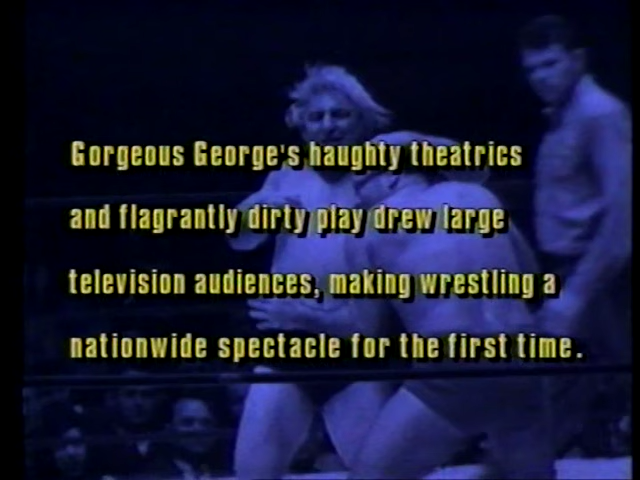 Gorgeous George's haughty theatrics
and flagrantly dirty play drew large
television audiences, making wrestling a
nationwide spectacle for the first time.